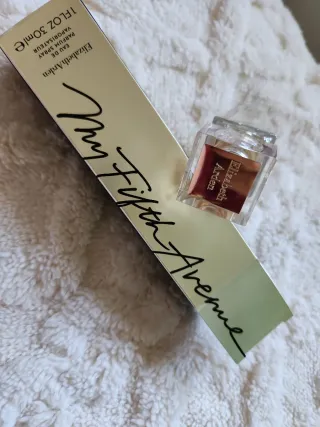 1 FL.OZ 30ml e
EAU DE
PARFUM SPRAY
VAPORISATEUR
Elizabeth Arden
My Fifth Avenue
Elizabeth
Arden